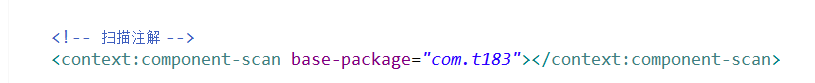 <!-- 扫描注解 -->
<context:component-scan base-package="com.t183"></context:component-scan>